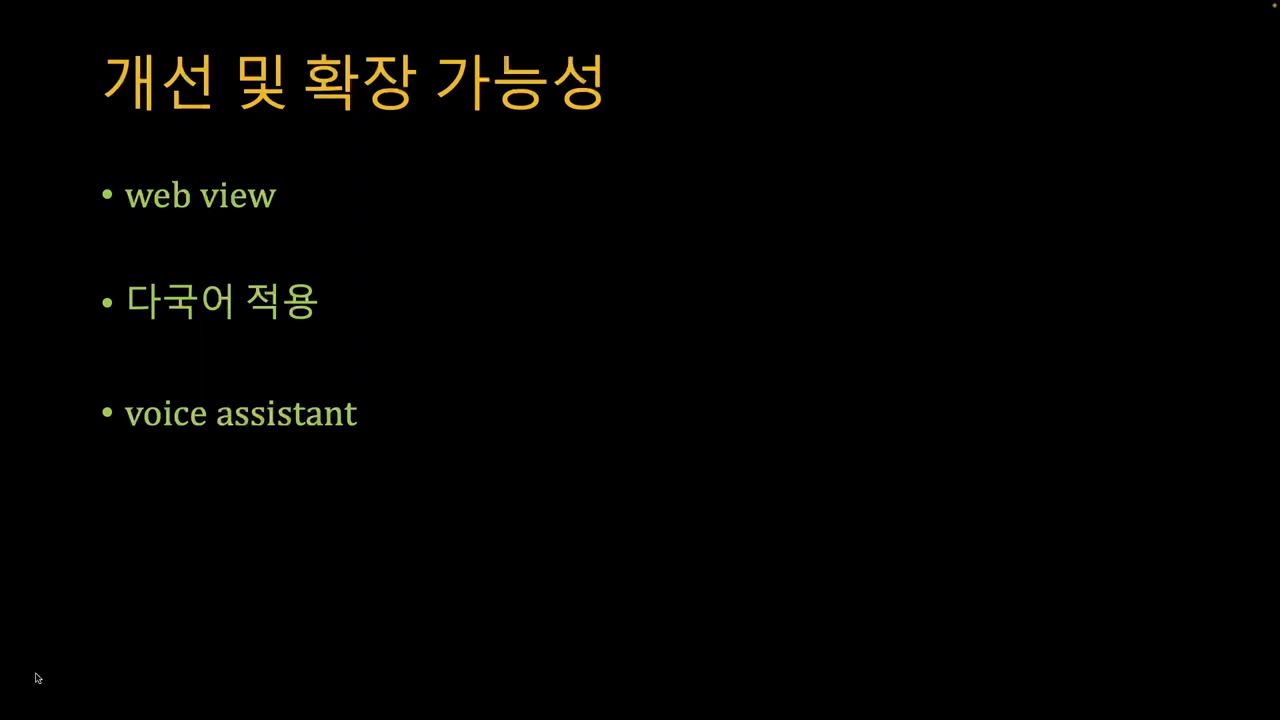 개선 및 확장 가능성
• web view
• 다국어 적용
• voice assistant